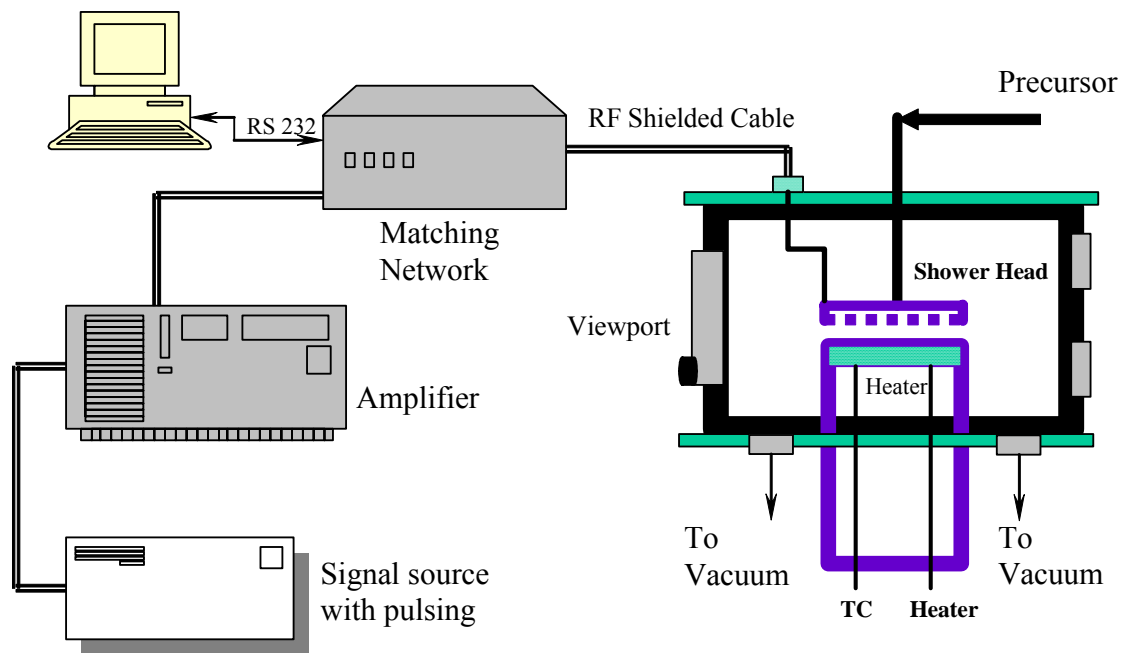 Precursor
RS 232
RF Shielded Cable
Matching
Network
Shower Head
Viewport
Heater
Amplifier
To
Vacuum
To
Vacuum
Signal source
with pulsing
TC
Heater